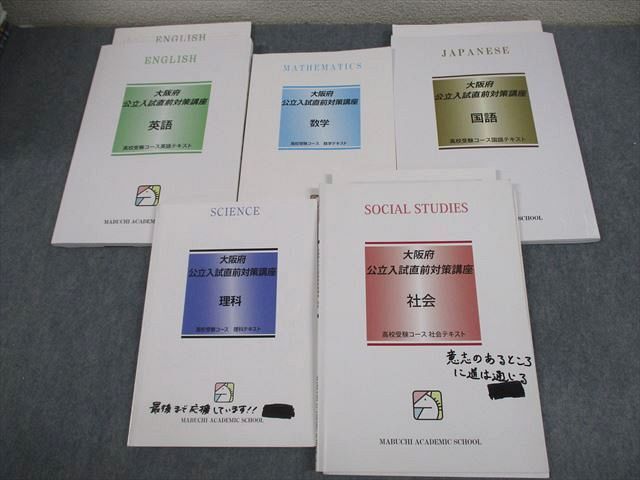 ENGLISH
ENGLISH
大阪府
公立入試直前対策講座
英語
高校受験コース英語テキスト
MABUCHI ACADEMIC
MATHEMATICS
大阪府
公立入試直前対策講座
数学
高校受験コース 数学テキスト
JAPANESE
大阪府
公立入試直前対策講座
国語
高校受験コース国語テキスト
SCHOOL
SCIENCE
大阪府
公立入試直前対策講座
理科
高校受験コース 理科テキスト
最後まで応援しています!!
MABUCHI ACADEMIC SCHOOL
SOCIAL STUDIES
大阪府
公立入試直前対策講座
社会
高校受験コース 社会テキスト
意志のあるところ
に道は通じる
MABUCHI ACADEMIC SCHOOL